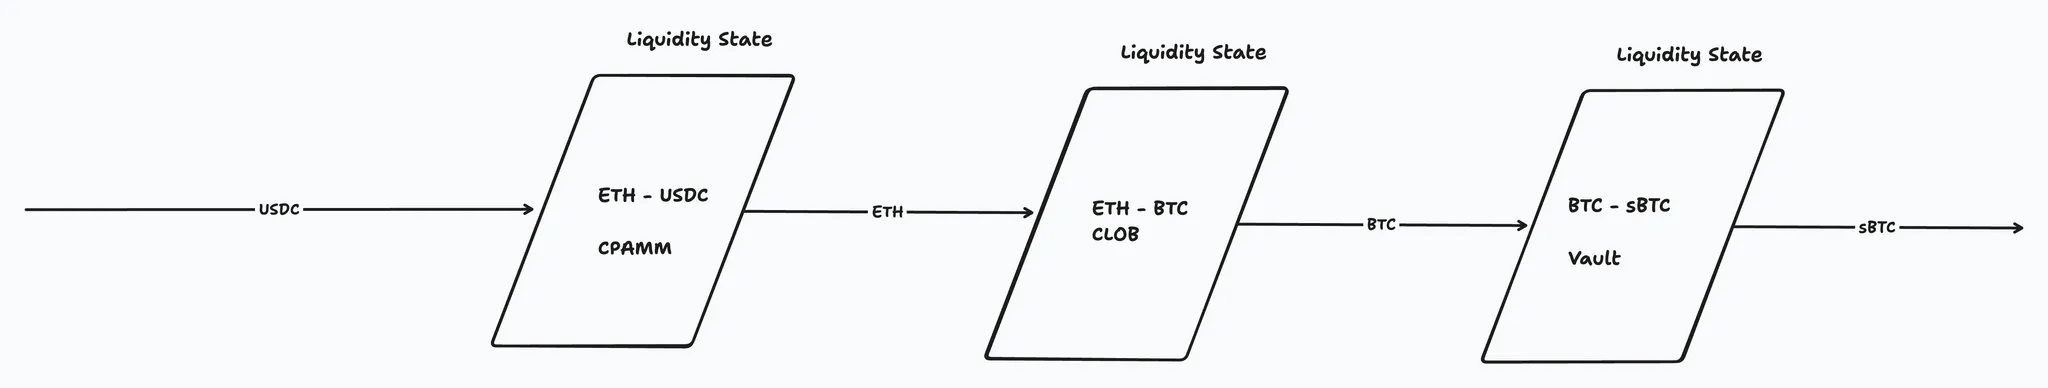 Liquidity State
Liquidity State
Liquidity State
USDC
ETH - USDC
CPAMM
ETH
ETH - BTC
CLOB
BTC
BTC - sBTC
Vault
sBTC